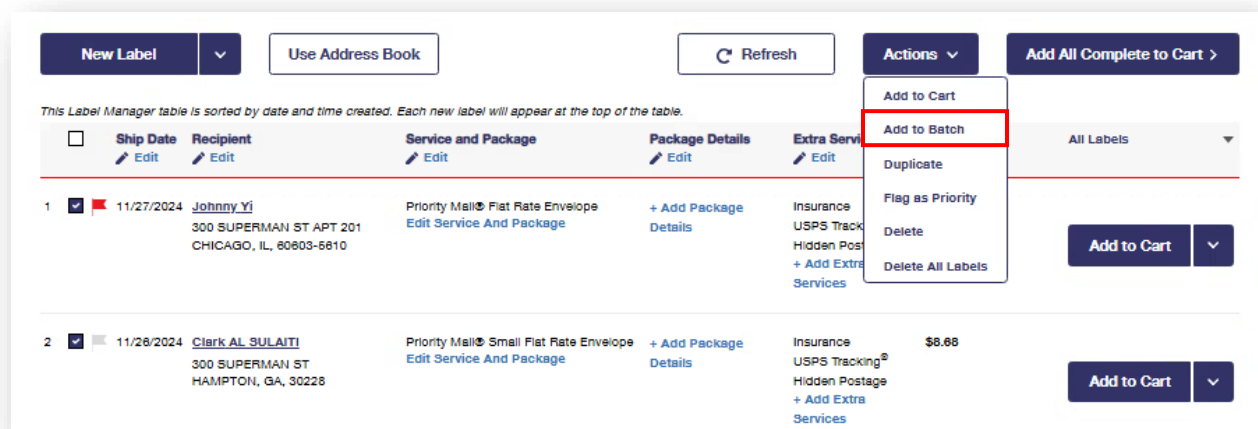 New Label
Use Address Book
Refresh
Actions
Add All Complete to Cart >
Add to Cart
Add to Batch
Duplicate
Flag as Priority
Delete
Delete All Labels
This Label Manager table is sorted by date and time created. Each new label will appear at the top of the table.
Ship Date Recipient Service and Package Package Details Extra Servi All Labels
Edit Edit Edit Edit Edit
1 11/27/2024 Johnny Yi Priority Mail® Flat Rate Envelope + Add Package Insurance
300 SUPERMAN ST APT 201 Edit Service And Package Details USPS Track
CHICAGO, IL, 60603-5610 Hidden Pos
+ Add Extra
Services
Add to Cart
2 11/26/2024 Clark AL SULAITI Priority Mail® Small Flat Rate Envelope + Add Package Insurance $8.68
300 SUPERMAN ST Edit Service And Package Details USPS Tracking®
HAMPTON, GA, 30228 Hidden Postage
+ Add Extra
Services
Add to Cart